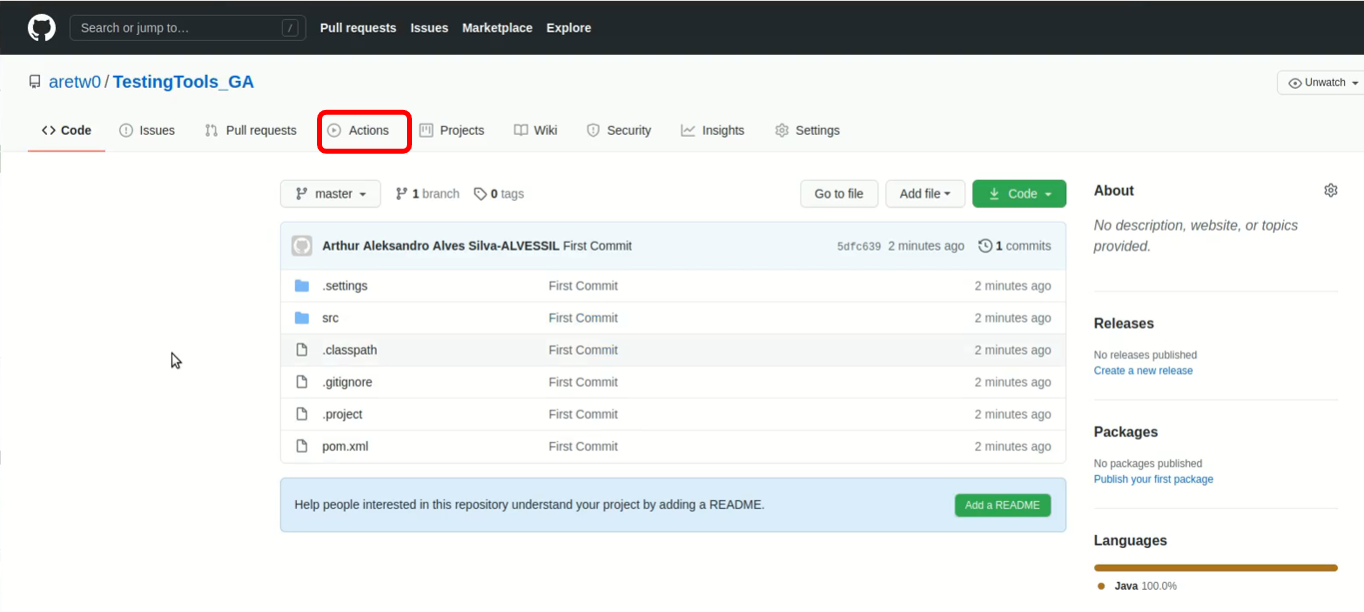 Search or jump to… / Pull requests Issues Marketplace Explore
aretw0 / TestingTools_GA Unwatch
<> Code Issues Pull requests Actions Projects Wiki Security Insights Settings
master 1 branch 0 tags Go to file Add file Code
Arthur Aleksandro Alves Silva-ALVESSIL First Commit 5dfc639 2 minutes ago 1 commits
.settings First Commit 2 minutes ago
src First Commit 2 minutes ago
.classpath First Commit 2 minutes ago
.gitignore First Commit 2 minutes ago
.project First Commit 2 minutes ago
pom.xml First Commit 2 minutes ago
Help people interested in this repository understand your project by adding a README. Add a README
About
No description, website, or topics
provided.
Releases
No releases published
Create a new release
Packages
No packages published
Publish your first package
Languages
Java 100.0%